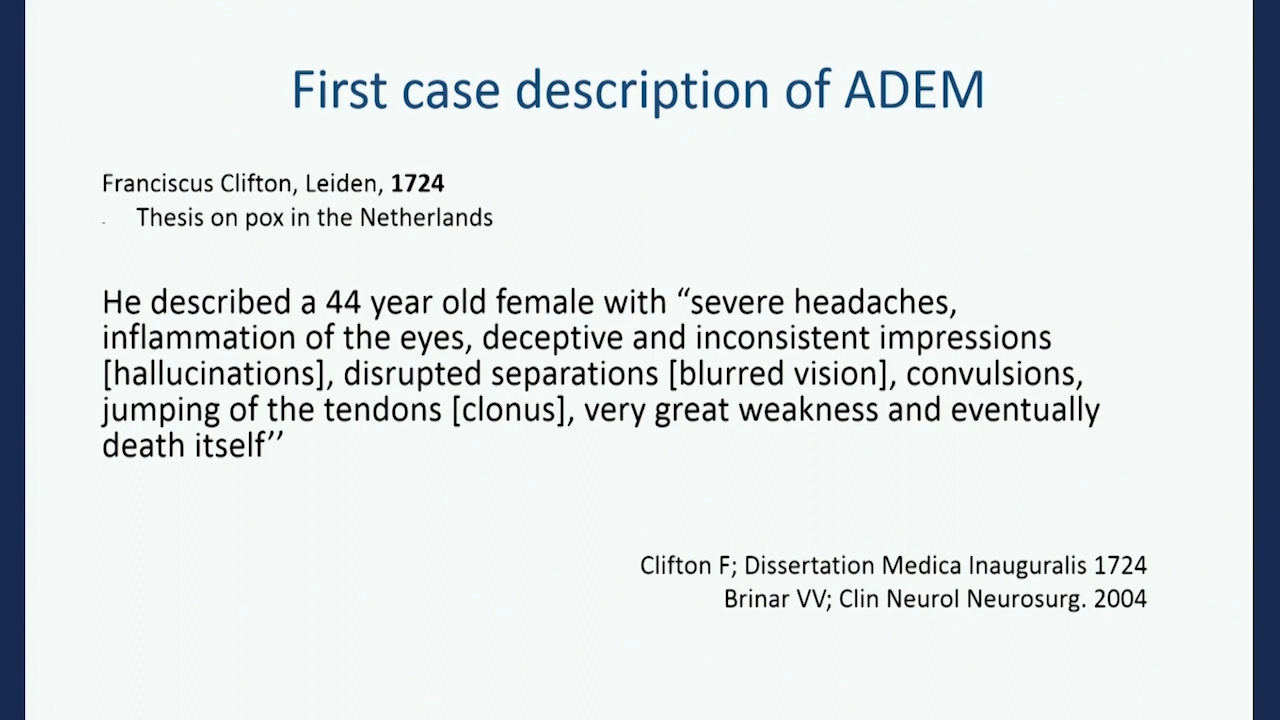 First case description of ADEM
Franciscus Clifton, Leiden, 1724
- Thesis on pox in the Netherlands
He described a 44 year old female with “severe headaches,
inflammation of the eyes, deceptive and inconsistent impressions
[hallucinations], disrupted separations [blurred vision], convulsions,
jumping of the tendons [clonus], very great weakness and eventually
death itself’’
Clifton F; Dissertation Medica Inauguralis 1724
Brinar VV; Clin Neurol Neurosurg. 2004